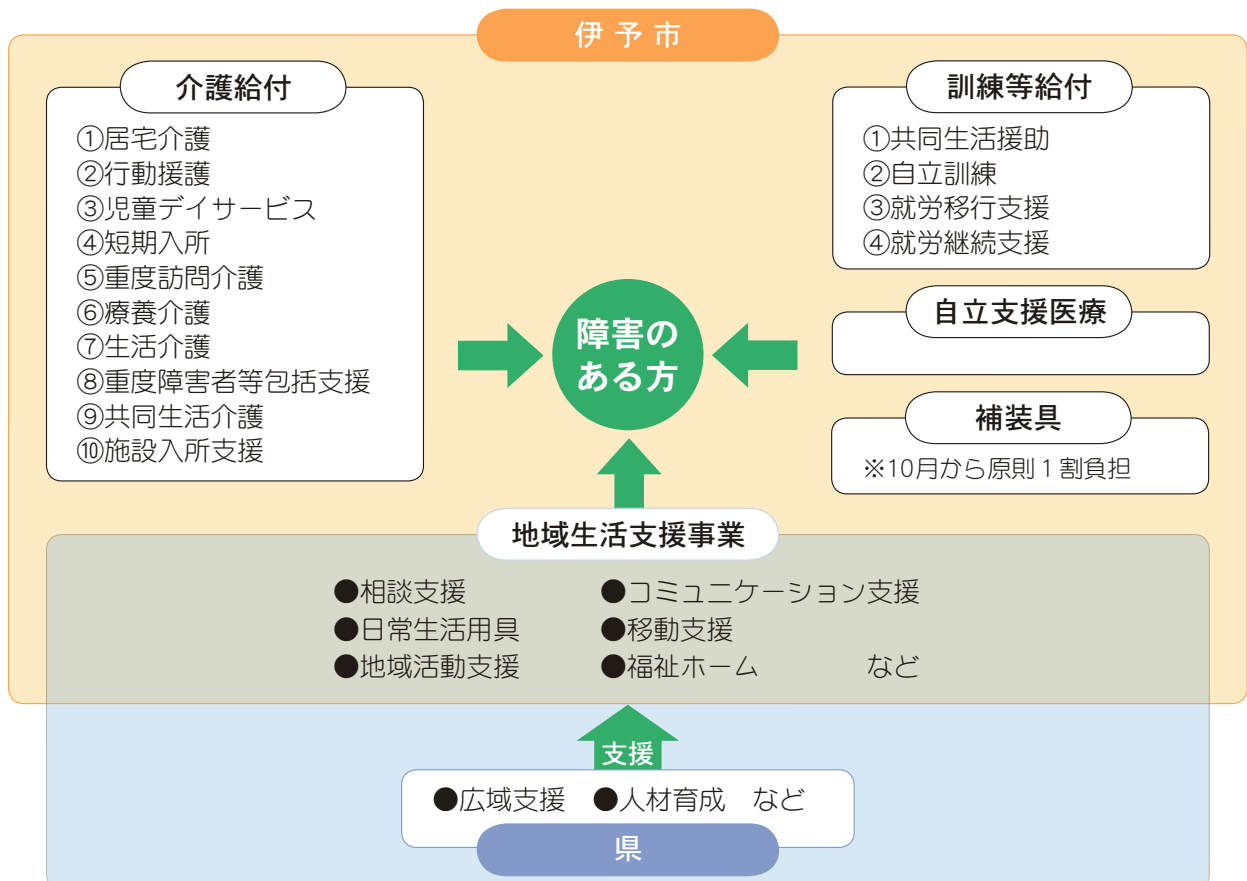 伊予市
介護給付
①居宅介護
②行動援護
③児童デイサービス
④短期入所
⑤重度訪問介護
⑥療養介護
⑦生活介護
⑧重度障害者等包括支援
⑨共同生活介護
⑩施設入所支援
訓練等給付
①共同生活援助
②自立訓練
③就労移行支援
④就労継続支援
自立支援医療
補装具
※10月から原則1割負担
障害の
ある方
地域生活支援事業
●相談支援 ●コミュニケーション支援
●日常生活用具 ●移動支援
●地域活動支援 ●福祉ホーム など
支援
●広域支援 ●人材育成 など
県